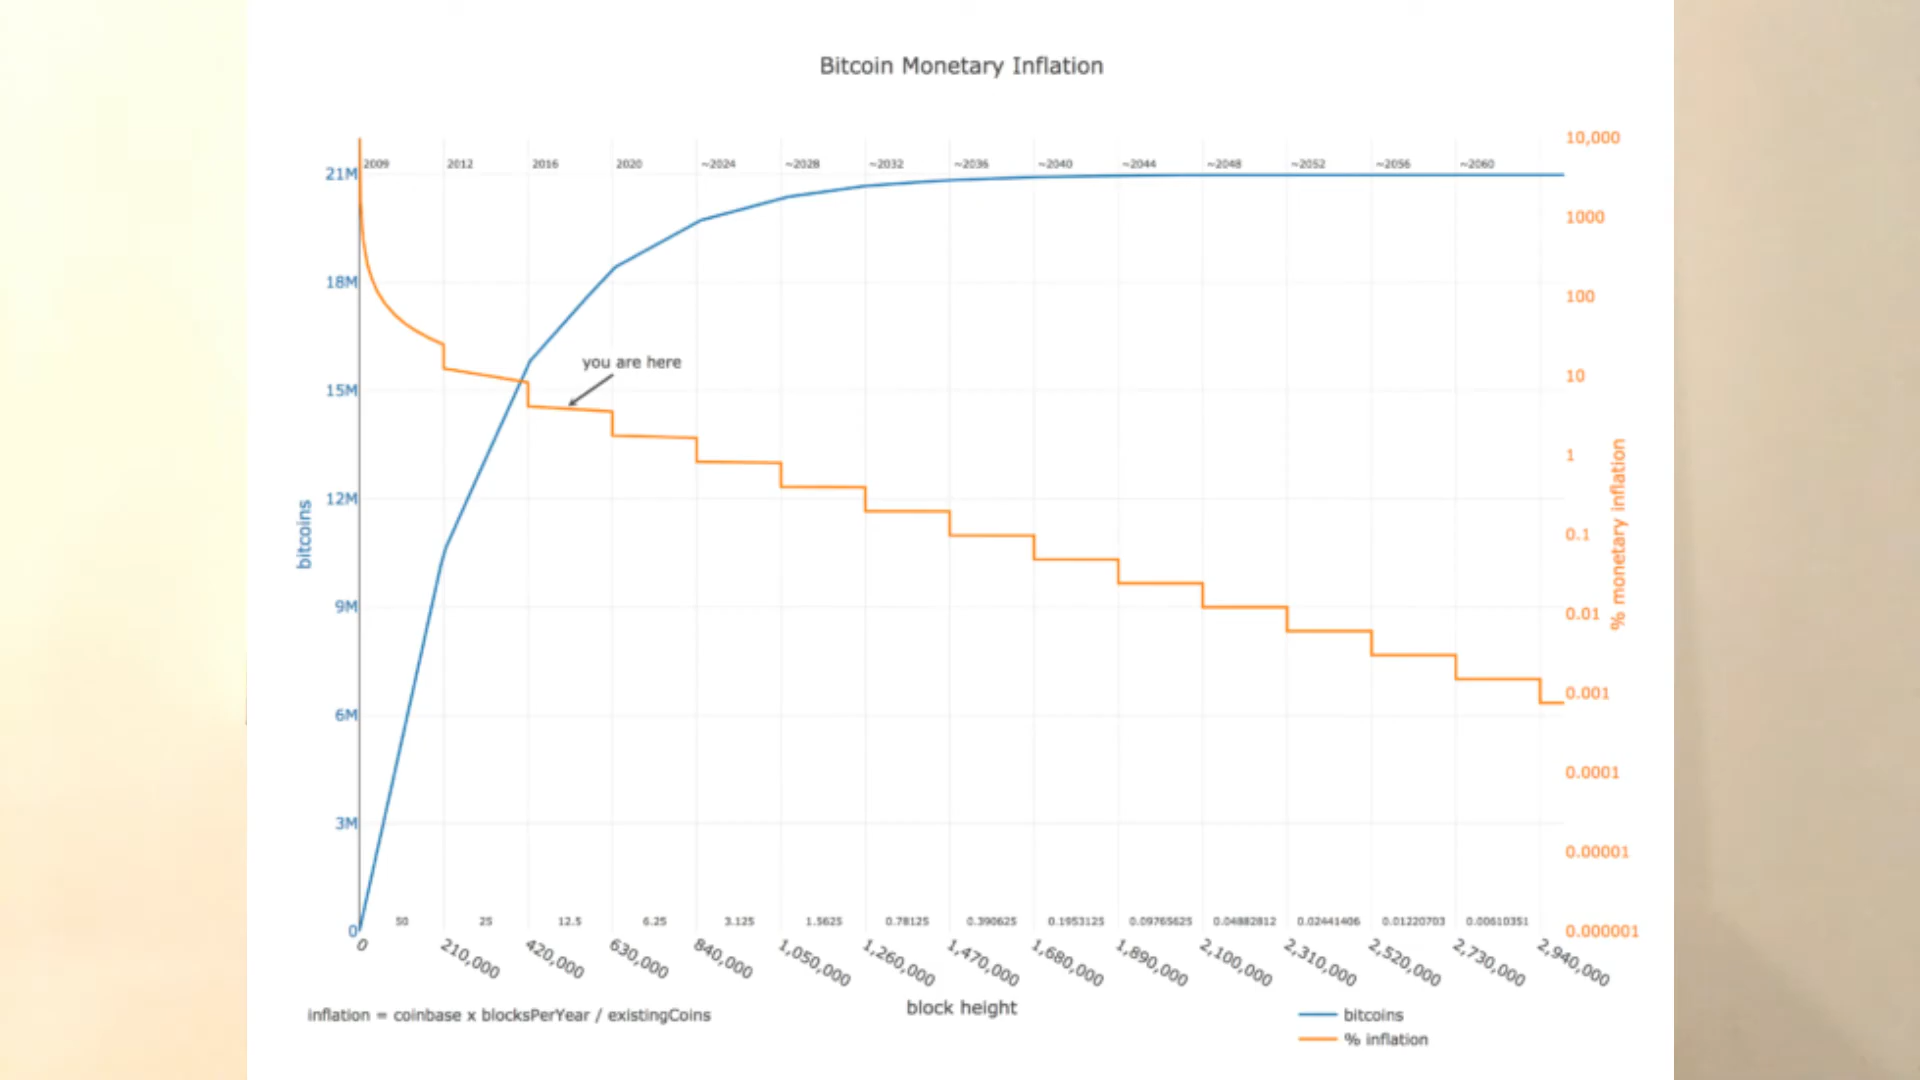 Bitcoin Monetary Inflation
10,000
2009 2012 2016 2020 ~2024 ~2028 ~2032 ~2036 ~2040 ~2044 ~2048 ~2052 ~2056 ~2060
21M
1000
18M
100
you are here
10
15M
1
12M
bitcoins
% monetary inflation
0.1
9M
0.01
0.001
6M
0.0001
3M
0.00001
50 25 12.5 6.25 3.125 1.5625 0.78125 0.390625 0.1953125 0.09765625 0.04882812 0.02441406 0.01220703 0.00610351
0
0.000001
0 210,000 420,000 630,000 840,000 1,050,000 1,260,000 1,470,000 1,680,000 1,890,000 2,100,000 2,310,000 2,520,000 2,730,000 2,940,000
block height
inflation = coinbase x blocksPerYear / existingCoins
bitcoins
% inflation